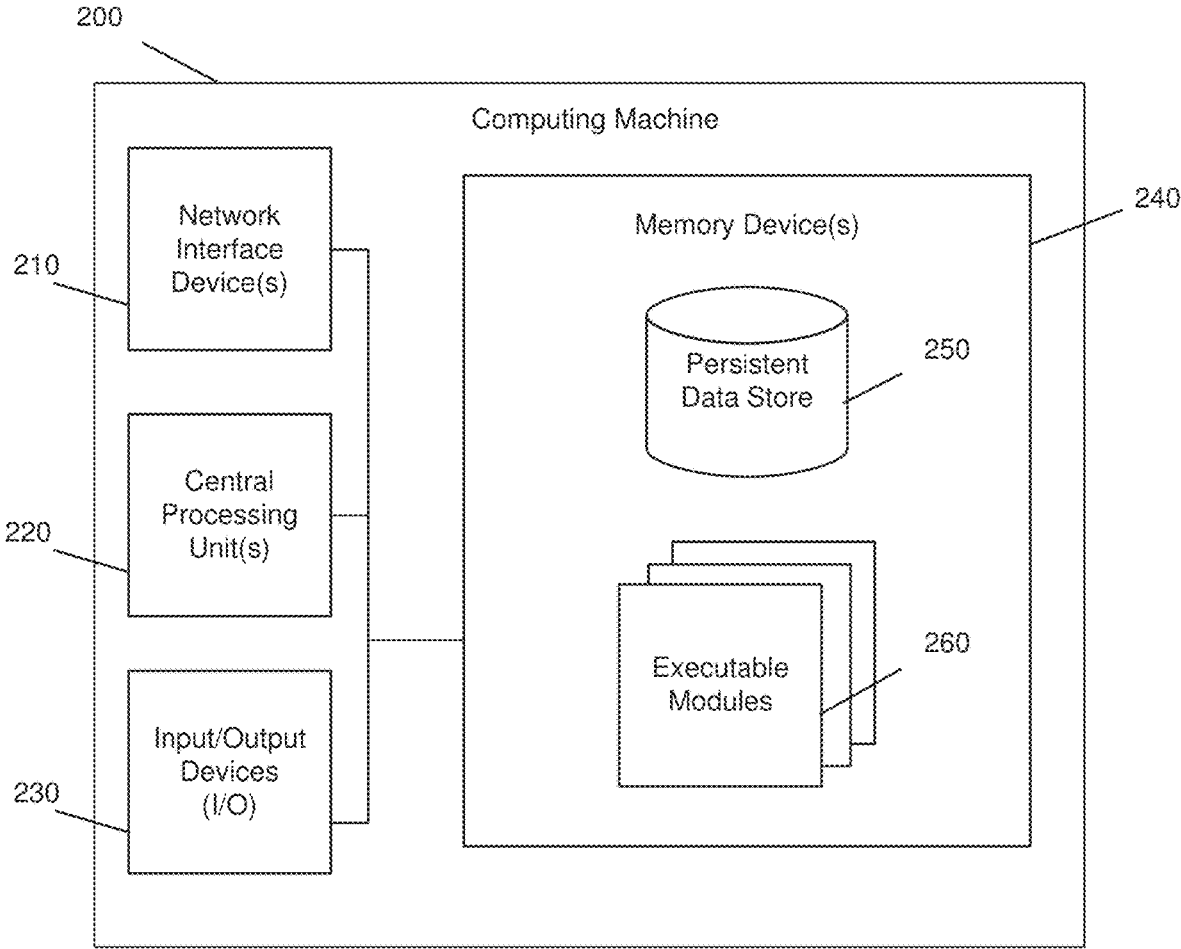 200
Computing Machine
Network
Interface
Device(s)
210
Central
Processing
Unit(s)
220
Input/Output
Devices
(I/O)
230
Memory Device(s)
240
Persistent
Data Store
250
Executable
Modules
260